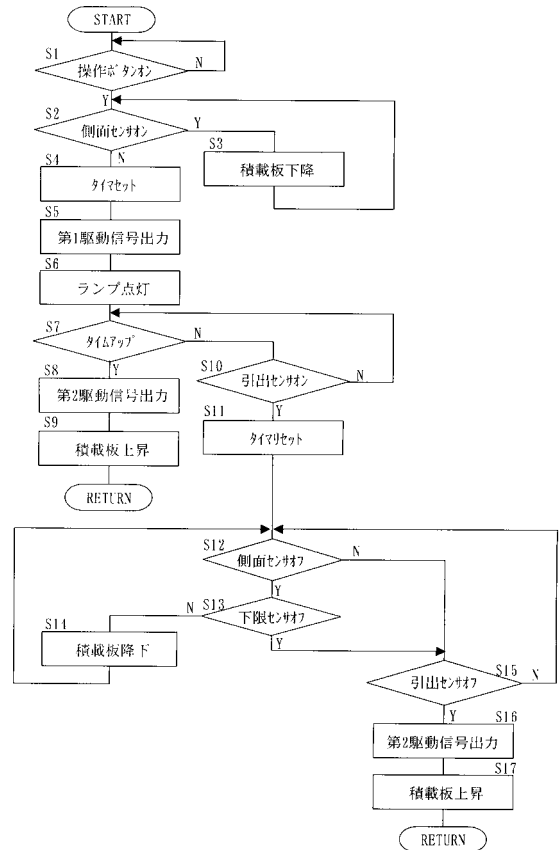 START
S1
操作ボタンオン
N
Y
S2
側面センサオン
Y
N
S3
積載板下降
S4
タイマセット
S5
第1駆動信号出力
S6
ランプ点灯
S7
タイムアップ
N
Y
S8
第2駆動信号出力
S9
積載板上昇
RETURN
S10
引出センサオン
N
Y
S11
タイマリセット
S12
側面センサオフ
N
Y
S13
下限センサオフ
N
Y
S14
積載板降下
S15
引出センサオフ
N
Y
S16
第2駆動信号出力
S17
積載板上昇
RETURN